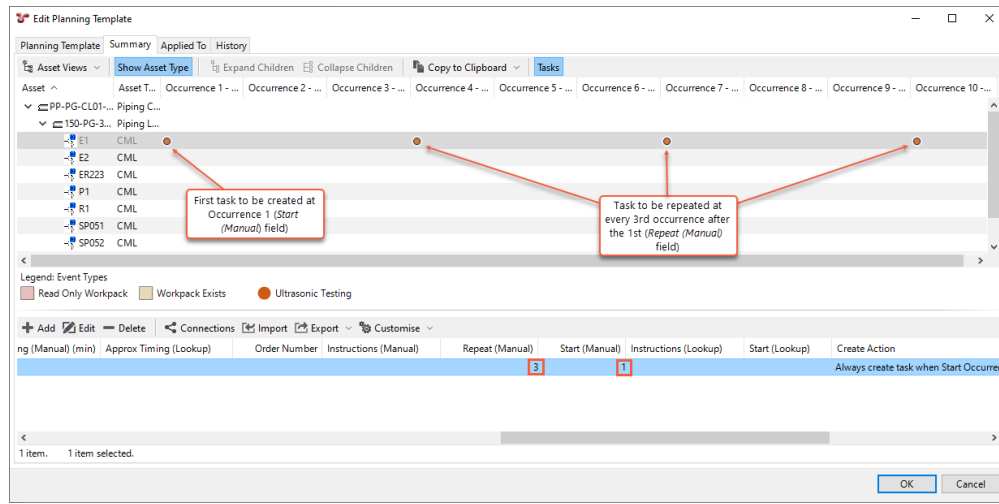 Edit Planning Template
Planning Template Summary Applied To History
Asset Views Show Asset Type Expand Children Collapse Children Copy to Clipboard Tasks
Asset Asset T... Occurrence 1 - ... Occurrence 2 - ... Occurrence 3 - ... Occurrence 4 - ... Occurrence 5 - ... Occurrence 6 - ... Occurrence 7 - ... Occurrence 8 - ... Occurrence 9 - ... Occurrence 10 -...
PP-PG-CL01-... Piping C...
150-PG-3... Piping L...
E1 CML
E2 CML
ER223 CML
P1 CML
R1 CML
SP051 CML
SP052 CML
First task to be created at
Occurrence 1 (Start
(Manual) field)
Task to be repeated at
every 3rd occurrence after
the 1st (Repeat (Manual)
field)
Legend: Event Types
Read Only Workpack Workpack Exists Ultrasonic Testing
Add Edit Delete Connections Import Export Customise
ng (Manual) (min) Approx Timing (Lookup) Order Number Instructions (Manual) Repeat (Manual) Start (Manual) Instructions (Lookup) Start (Lookup) Create Action
3 1 Always create task when Start Occurre
1 item. 1 item selected.
OK Cancel